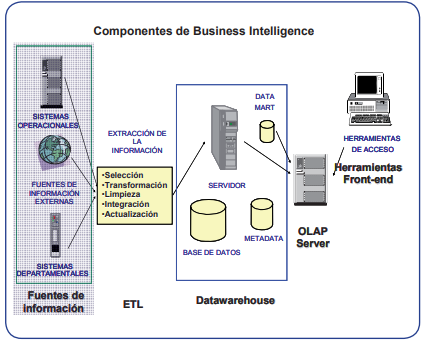 Componentes de Business Intelligence
SISTEMAS
OPERACIONALES
FUENTES DE
INFORMACIÓN
EXTERNAS
SISTEMAS
DEPARTAMENTALES
Fuentes de
información
EXTRACCIÓN DE
LA
INFORMACIÓN
•Selección
•Transformación
•Limpieza
•Integración
•Actualización
ETL
DATA
MART
SERVIDOR
BASE DE DATOS
METADATA
Datawarehouse
OLAP
Server
HERRAMIENTAS
DE ACCESO
Herramientas
Front-end